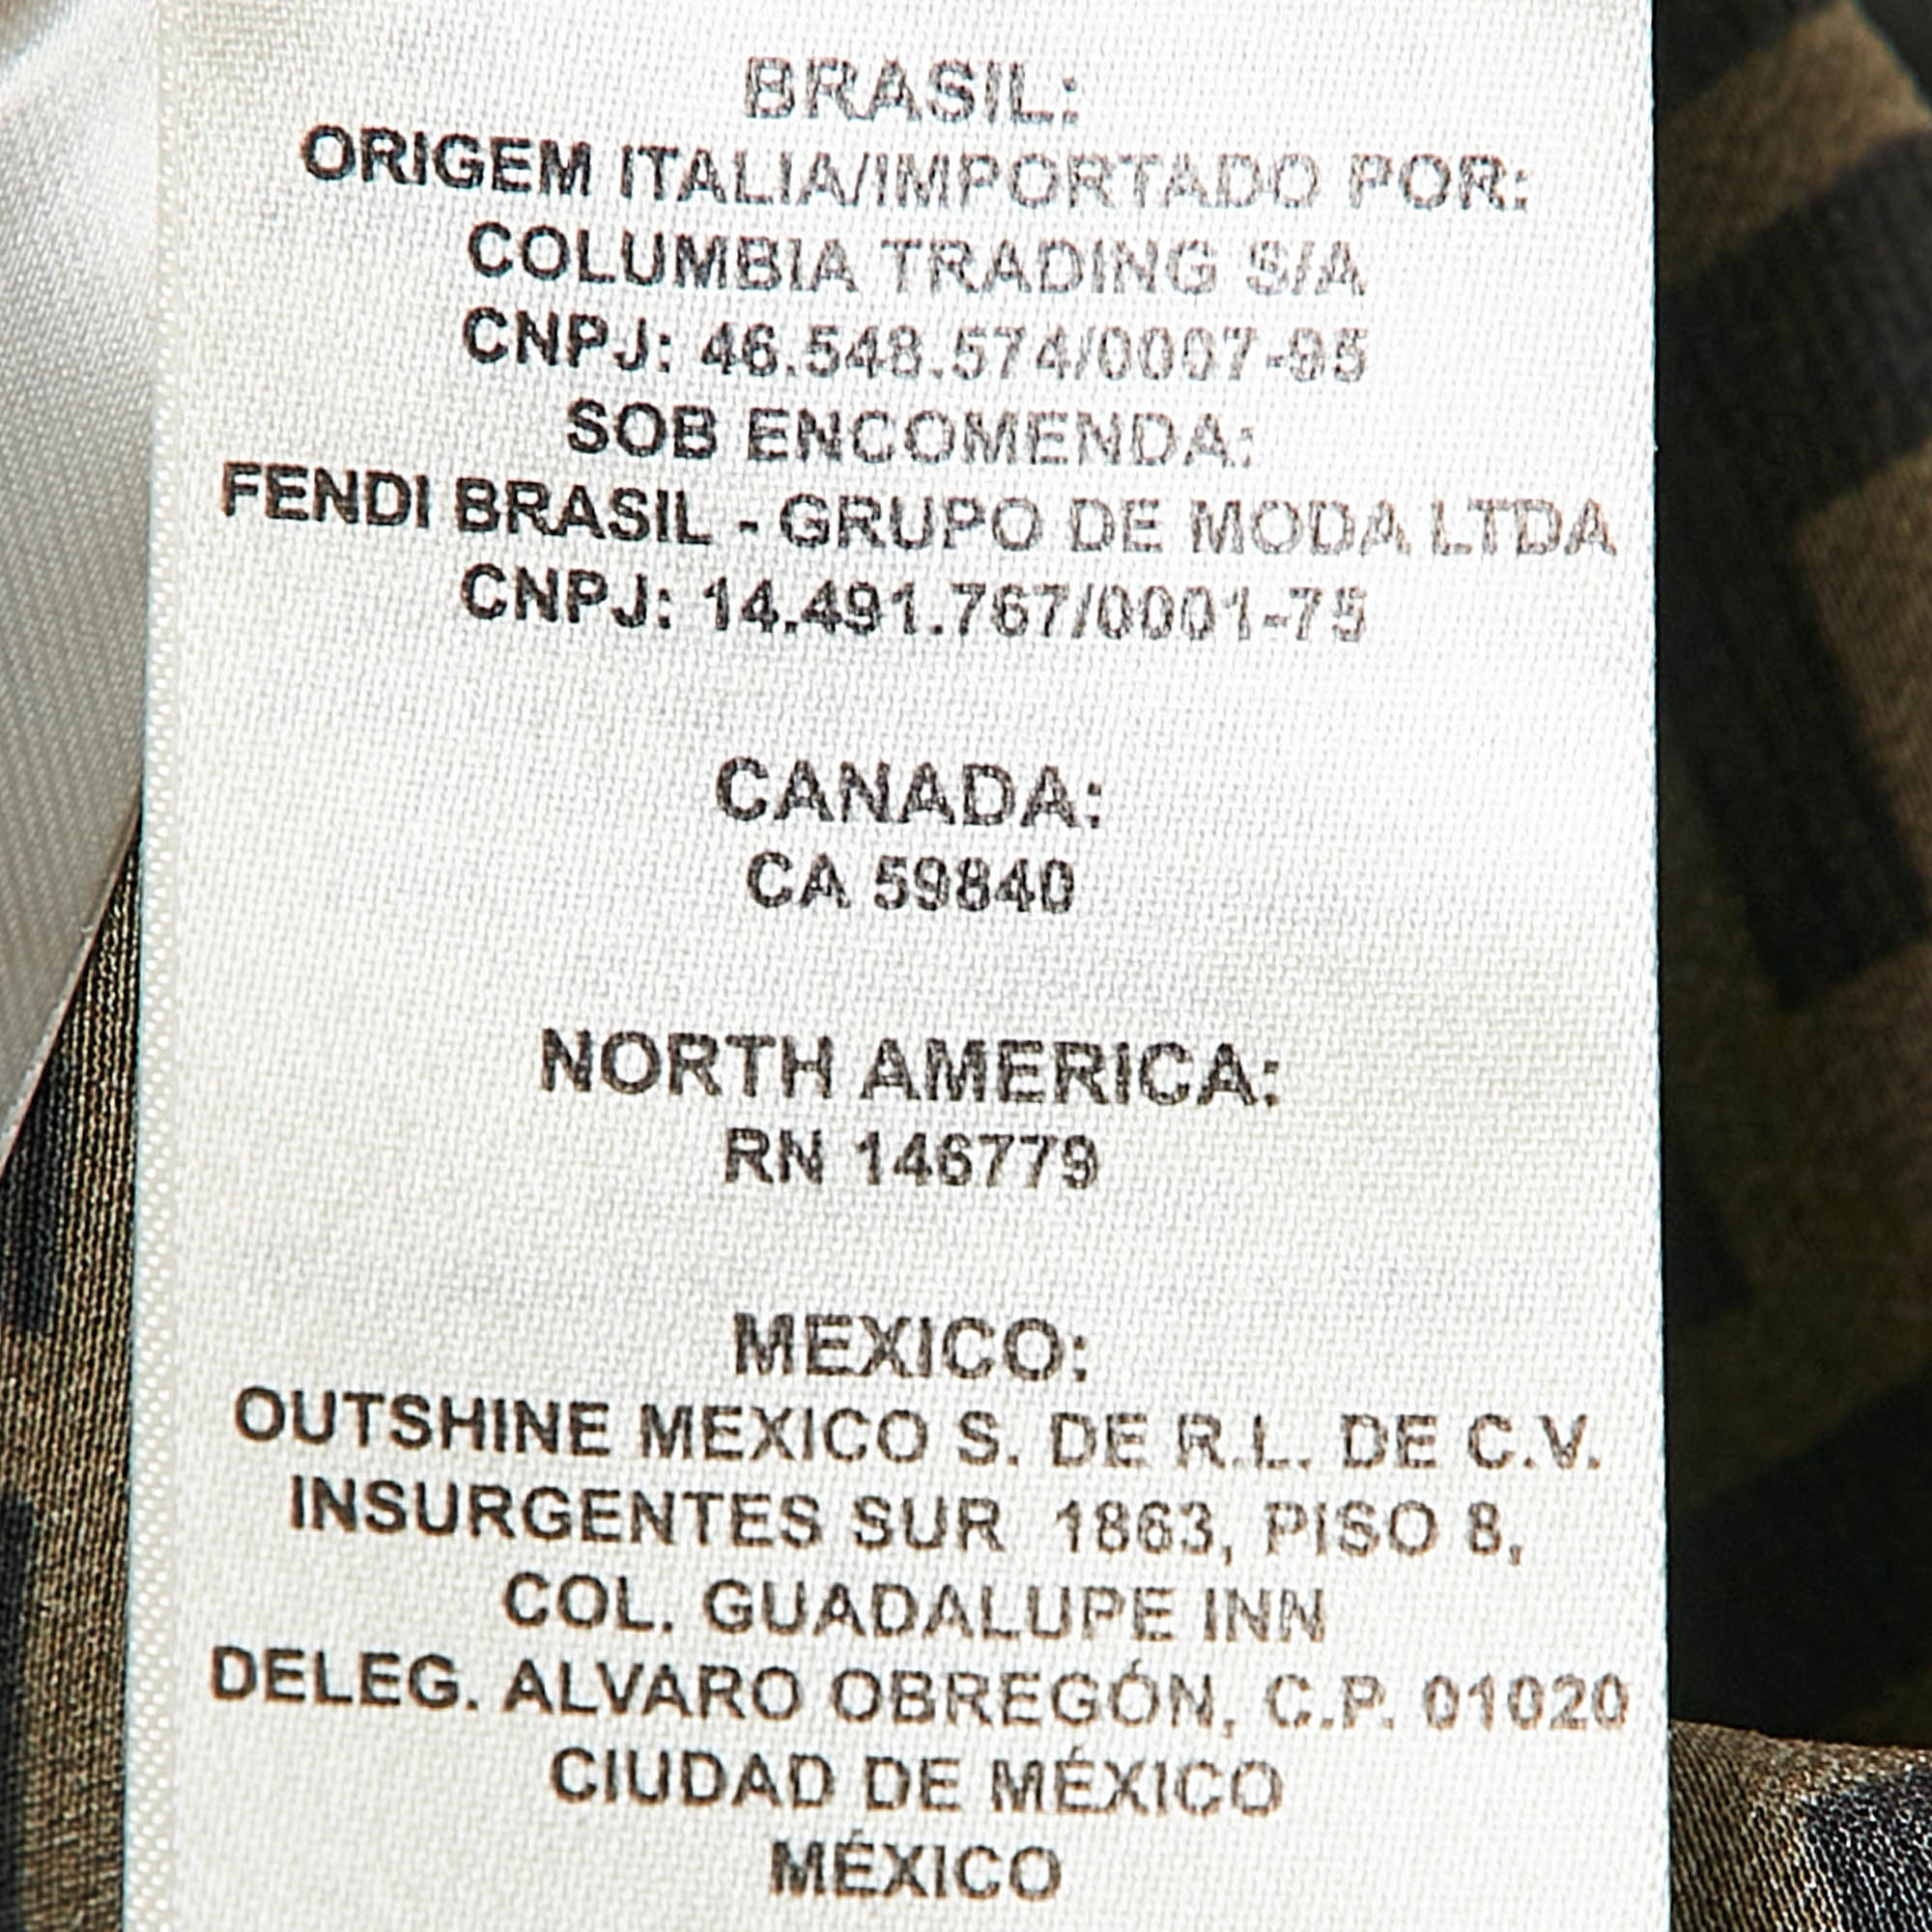 BRASIL:
ORIGEM ITALIA/IMPORTADO POR:
COLUMBIA TRADING S/A
CNPJ: 46.548.574/0007-95
SOB ENCOMENDA:
FENDI BRASIL - GRUPO DE MODA LTDA
CNPJ: 14.491.767/0001-75
CANADA:
CA 59840
NORTH AMERICA:
RN 146779
MEXICO:
OUTSHINE MEXICO S. DE R.L. DE C.V.
INSURGENTES SUR 1863, PISO 8,
COL. GUADALUPE INN
DELEG. ALVARO OBREGÓN, C.P. 01020
CIUDAD DE MÉXICO
MÉXICO